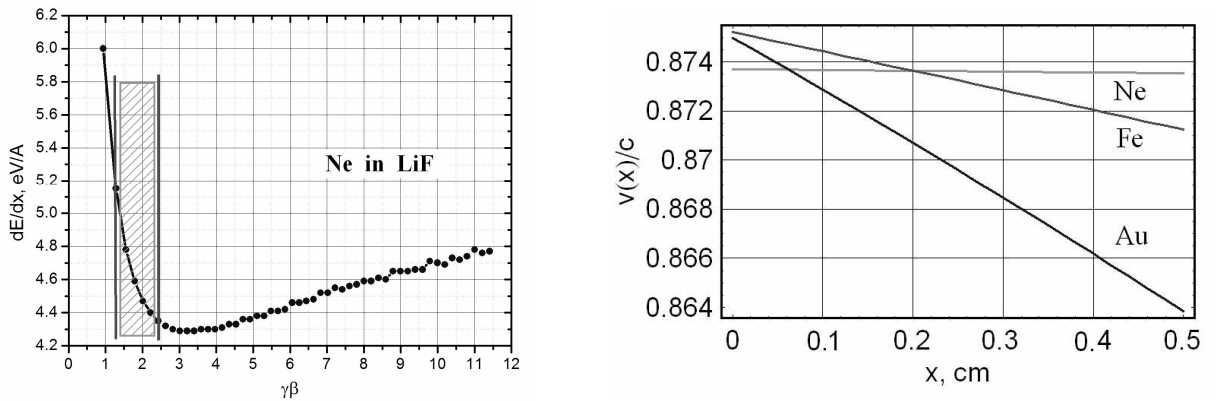 6.0
5.8
5.6
5.4
5.2
5.0
4.8
4.6
4.4
4.2
dE/dx, eV//A
Ne in LiF
0 1 2 3 4 5 6 7 8 9 10 11 12
γβ
0.874
0.872
0.87
0.868
0.866
0.864
v(x)/c
Ne
Fe
Au
0 0.1 0.2 0.3 0.4 0.5
x, cm